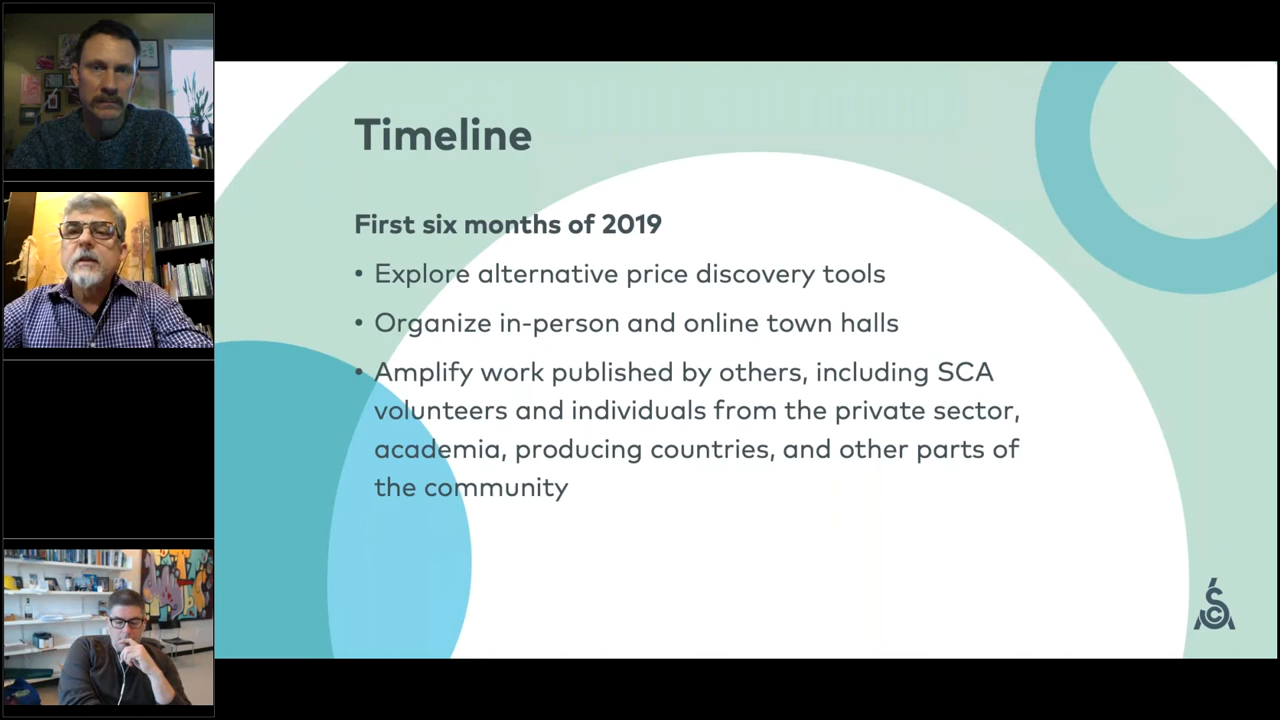 Timeline
First six months of 2019
• Explore alternative price discovery tools
• Organize in-person and online town halls
• Amplify work published by others, including SCA
volunteers and individuals from the private sector,
academia, producing countries, and other parts of
the community